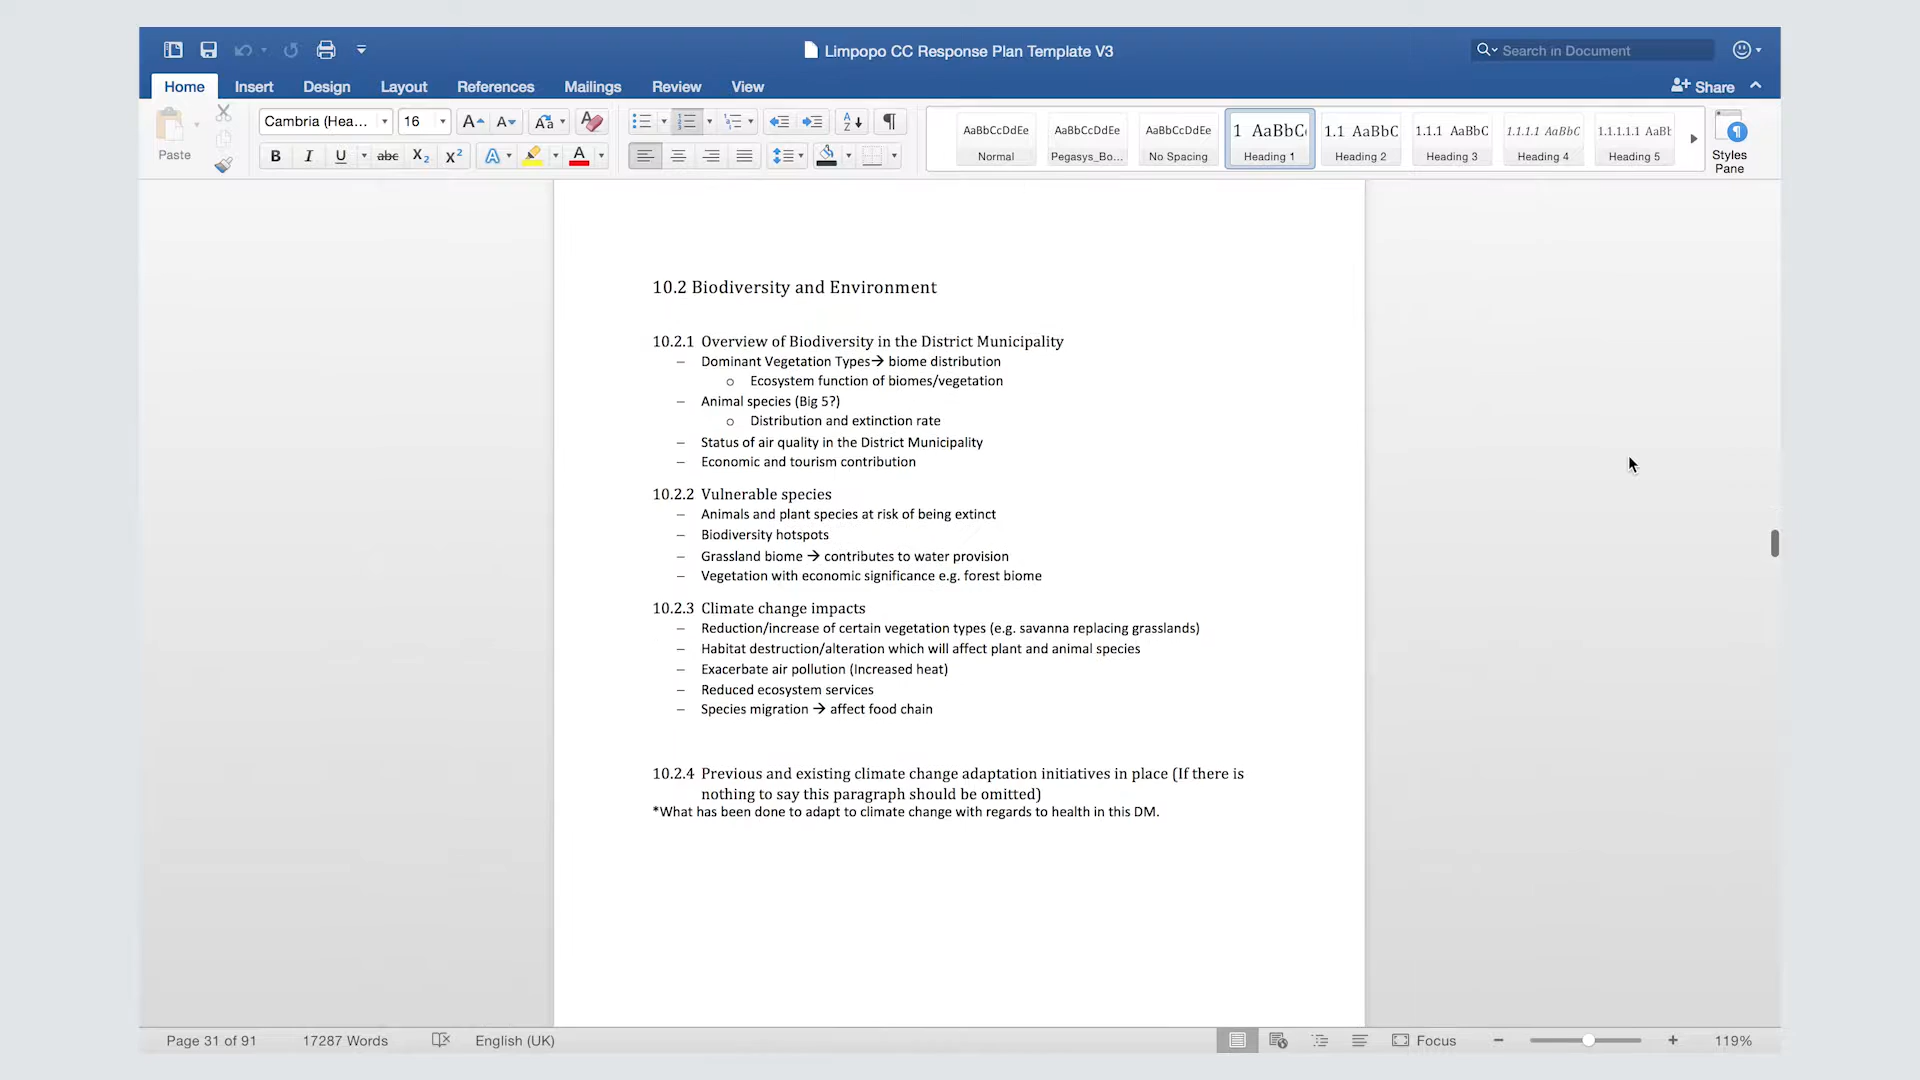 Limpopo CC Response Plan Template V3
Search in Document
Home Insert Design Layout References Mailings Review View
Share
Paste
Cambria (Hea... 16
AaBbCcDdEe AaBbCcDdEe AaBbCcDdEe 1 AaBbC 1.1 AaBbC 1.1.1 AaBbC 1.1.1.1 AaBbC 1.1.1.1.1 AaBb
Normal Pegasys_Bo... No Spacing Heading 1 Heading 2 Heading 3 Heading 4 Heading 5
Styles
Pane
B I U abc X₂ X² A A
10.2 Biodiversity and Environment
10.2.1 Overview of Biodiversity in the District Municipality
– Dominant Vegetation Types→ biome distribution
o Ecosystem function of biomes/vegetation
– Animal species (Big 5?)
o Distribution and extinction rate
– Status of air quality in the District Municipality
– Economic and tourism contribution
10.2.2 Vulnerable species
– Animals and plant species at risk of being extinct
– Biodiversity hotspots
– Grassland biome → contributes to water provision
– Vegetation with economic significance e.g. forest biome
10.2.3 Climate change impacts
– Reduction/increase of certain vegetation types (e.g. savanna replacing grasslands)
– Habitat destruction/alteration which will affect plant and animal species
– Exacerbate air pollution (Increased heat)
– Reduced ecosystem services
– Species migration → affect food chain
10.2.4 Previous and existing climate change adaptation initiatives in place (If there is
nothing to say this paragraph should be omitted)
*What has been done to adapt to climate change with regards to health in this DM.
Page 31 of 91 17287 Words English (UK) Focus 119%